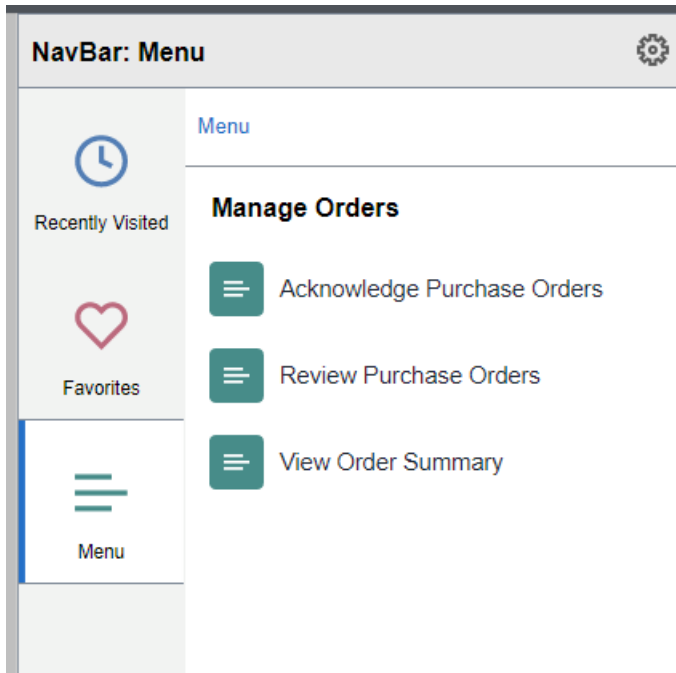 NavBar: Menu
Menu
Recently Visited
Manage Orders
Acknowledge Purchase Orders
Review Purchase Orders
Favorites
View Order Summary
Menu